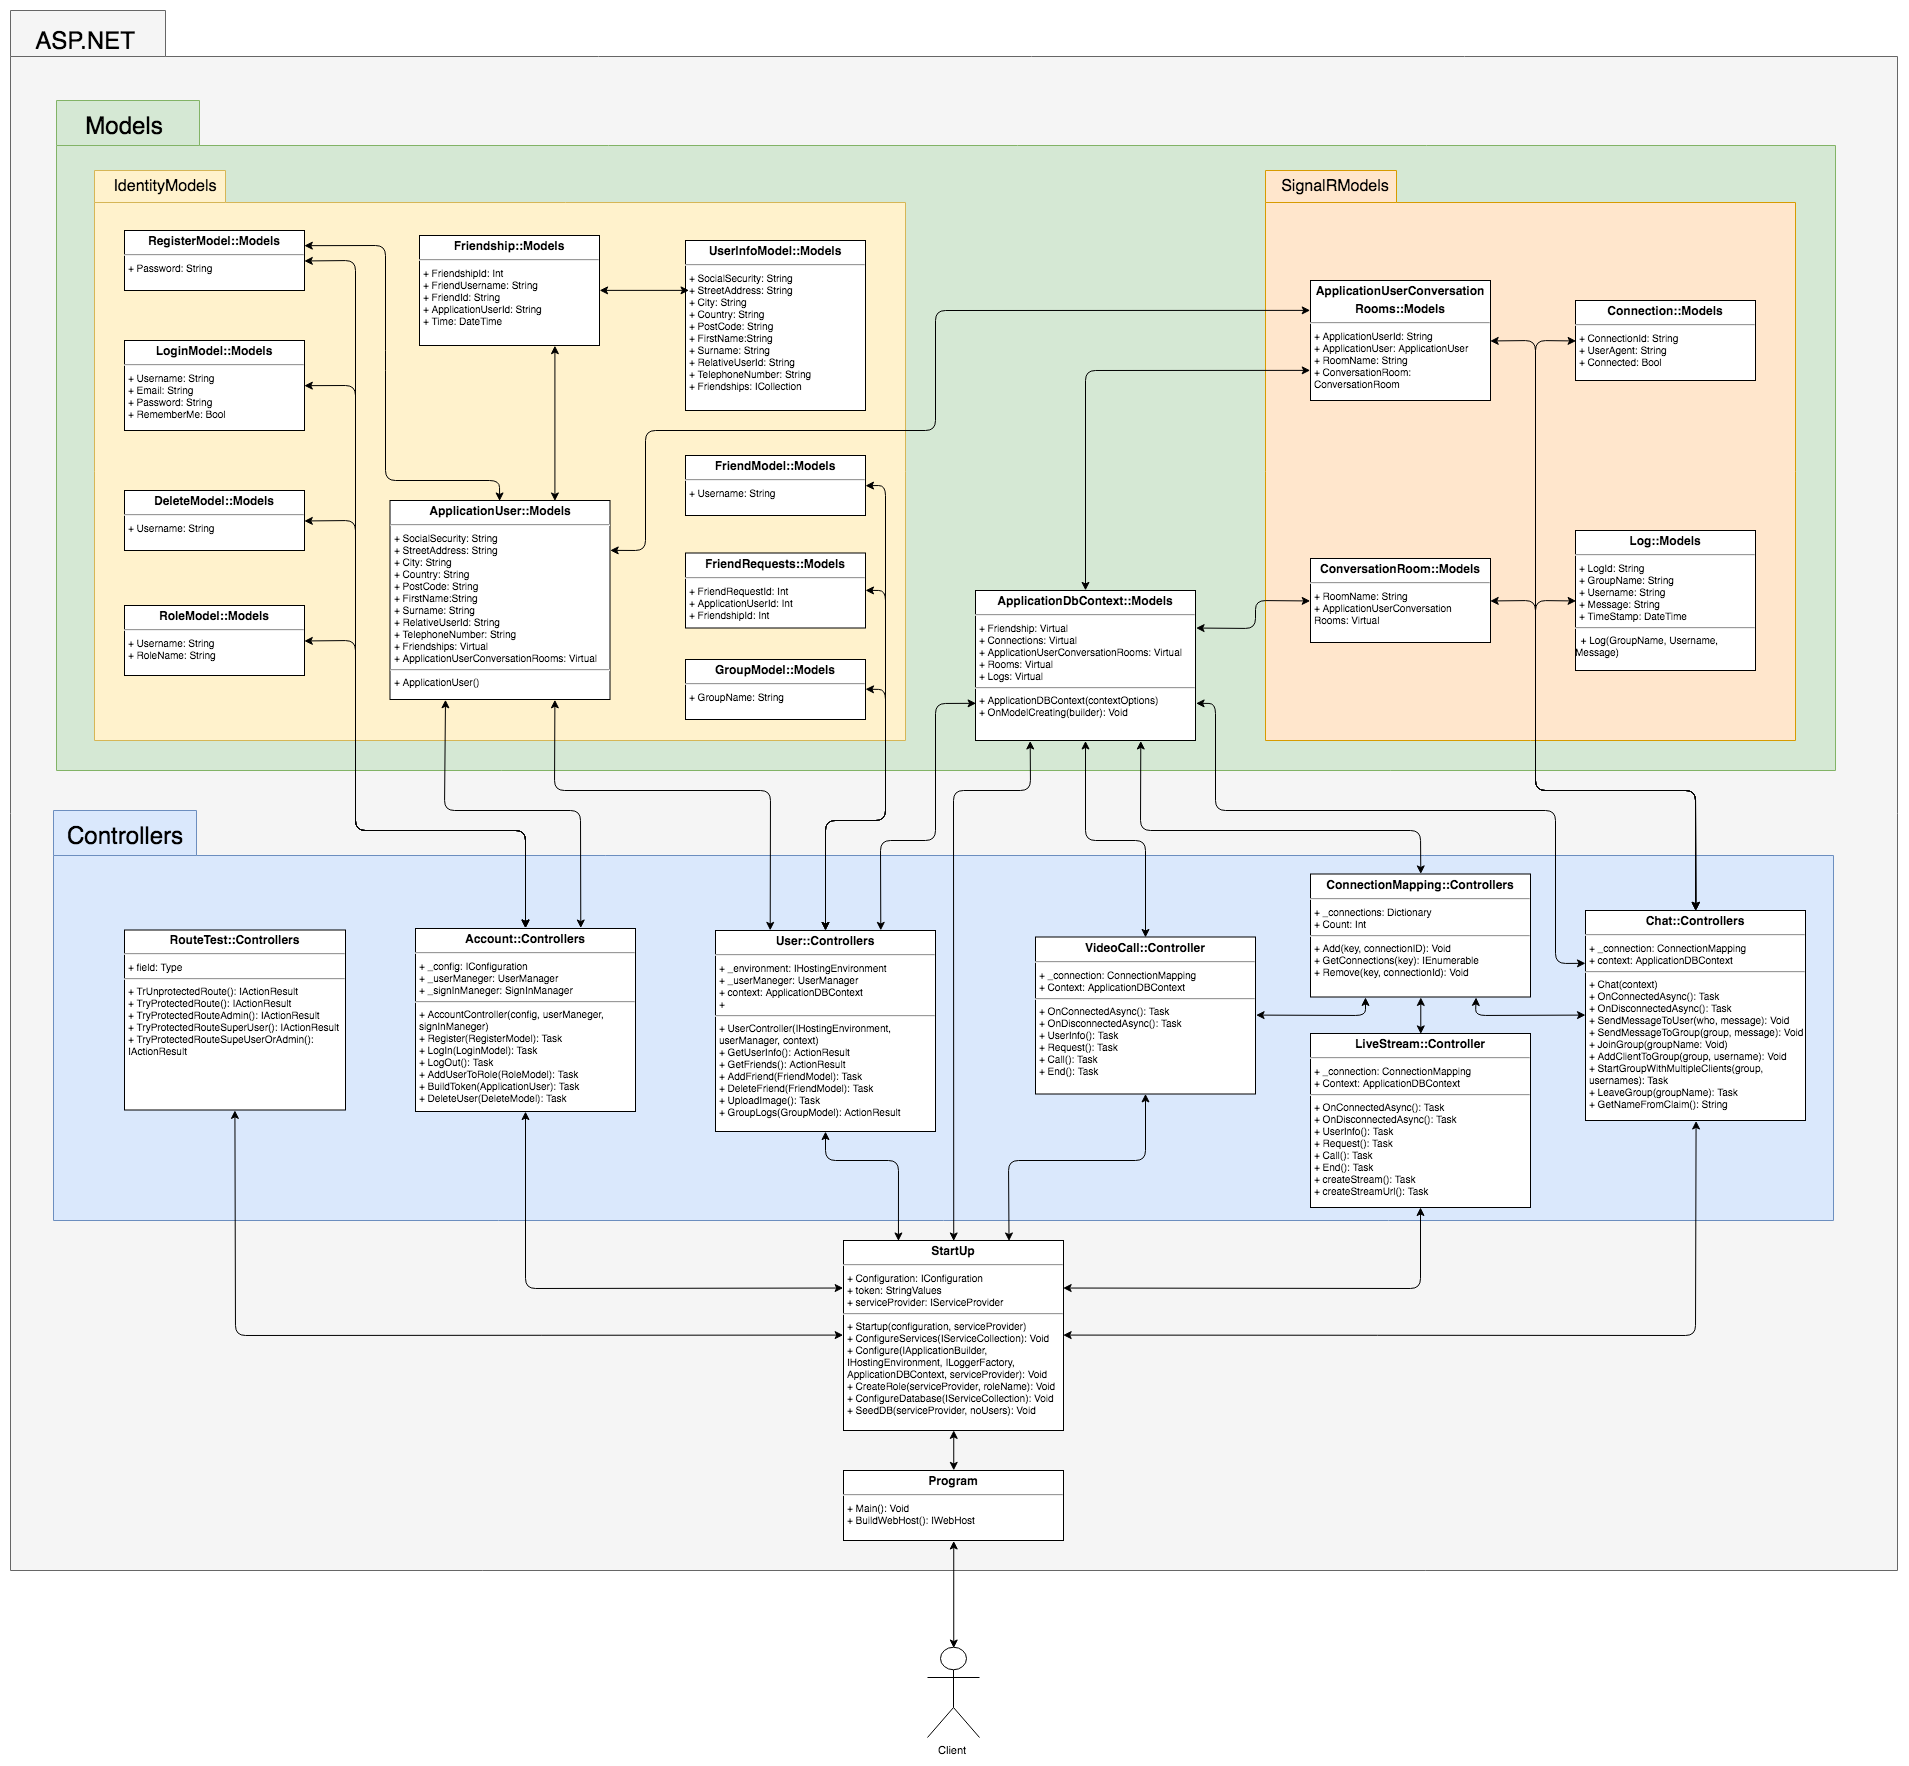 ASP.NET
Models
IdentityModels
RegisterModel::Models
+ Password: String
LoginModel::Models
+ Username: String
+ Email: String
+ Password: String
+ RememberMe: Bool
DeleteModel::Models
+ Username: String
RoleModel::Models
+ Username: String
+ RoleName: String
Friendship::Models
+ FriendshipId: Int
+ FriendUsername: String
+ FriendId: String
+ ApplicationUserId: String
+ Time: DateTime
ApplicationUser::Models
+ SocialSecurity: String
+ StreetAddress: String
+ City: String
+ Country: String
+ PostCode: String
+ FirstName:String
+ Surname: String
+ RelativeUserId: String
+ TelephoneNumber: String
+ Friendships: Virtual
+ ApplicationUserConversationRooms: Virtual
+ ApplicationUser()
UserInfoModel::Models
+ SocialSecurity: String
+ StreetAddress: String
+ City: String
+ Country: String
+ PostCode: String
+ FirstName:String
+ Surname: String
+ RelativeUserId: String
+ TelephoneNumber: String
+ Friendships: ICollection
FriendModel::Models
+ Username: String
FriendRequests::Models
+ FriendRequestId: Int
+ ApplicationUserId: Int
+ FriendshipId: Int
GroupModel::Models
+ GroupName: String
ApplicationDbContext::Models
+ Friendship: Virtual
+ Connections: Virtual
+ ApplicationUserConversationRooms: Virtual
+ Rooms: Virtual
+ Logs: Virtual
+ ApplicationDBContext(contextOptions)
+ OnModelCreating(builder): Void
SignalRModels
ApplicationUserConversation
Rooms::Models
+ ApplicationUserId: String
+ ApplicationUser: ApplicationUser
+ RoomName: String
+ ConversationRoom:
ConversationRoom
Connection::Models
+ ConnectionId: String
+ UserAgent: String
+ Connected: Bool
ConversationRoom::Models
+ RoomName: String
+ ApplicationUserConversation
Rooms: Virtual
Log::Models
+ LogId: String
+ GroupName: String
+ Username: String
+ Message: String
+ TimeStamp: DateTime
+ Log(GroupName, Username,
Message)
Controllers
RouteTest::Controllers
+ field: Type
+ TrUnprotectedRoute(): IActionResult
+ TryProtectedRoute(): IActionResult
+ TryProtectedRouteAdmin(): IActionResult
+ TryProtectedRouteSuperUser(): IActionResult
+ TryProtectedRouteSupeUserOrAdmin():
IActionResult
Account::Controllers
+ _config: IConfiguration
+ _userManeger: UserManager
+ _signInManeger: SignInManager
+ AccountController(config, userManeger,
signInManeger)
+ Register(RegisterModel): Task
+ LogIn(LoginModel): Task
+ LogOut(): Task
+ AddUserToRole(RoleModel): Task
+ BuildToken(ApplicationUser): Task
+ DeleteUser(DeleteModel): Task
User::Controllers
+ _environment: IHostingEnvironment
+ _userManeger: UserManager
+ context: ApplicationDBContext
+
+ UserController(IHostingEnvironment,
userManager, context)
+ GetUserInfo(): ActionResult
+ GetFriends(): ActionResult
+ AddFriend(FriendModel): Task
+ DeleteFriend(FriendModel): Task
+ UploadImage(): Task
+ GroupLogs(GroupModel): ActionResult
VideoCall::Controller
+ _connection: ConnectionMapping
+ Context: ApplicationDBContext
+ OnConnectedAsync(): Task
+ OnDisconnectedAsync(): Task
+ UserInfo(): Task
+ Request(): Task
+ Call(): Task
+ End(): Task
ConnectionMapping::Controllers
+ _connections: Dictionary
+ Count: Int
+ Add(key, connectionID): Void
+ GetConnections(key): IEnumerable
+ Remove(key, connectionId): Void
LiveStream::Controller
+ _connection: ConnectionMapping
+ Context: ApplicationDBContext
+ OnConnectedAsync(): Task
+ OnDisconnectedAsync(): Task
+ UserInfo(): Task
+ Request(): Task
+ Call(): Task
+ End(): Task
+ createStream(): Task
+ createStreamUrl(): Task
Chat::Controllers
+ _connection: ConnectionMapping
+ context: ApplicationDBContext
+ Chat(context)
+ OnConnectedAsync(): Task
+ OnDisconnectedAsync(): Task
+ SendMessageToUser(who, message): Void
+ SendMessageToGroup(group, message): Void
+ JoinGroup(groupName: Void)
+ AddClientToGroup(group, username): Void
+ StartGroupWithMultipleClients(group,
usernames): Task
+ LeaveGroup(groupName): Task
+ GetNameFromClaim(): String
StartUp
+ Configuration: IConfiguration
+ token: StringValues
+ serviceProvider: IServiceProvider
+ Startup(configuration, serviceProvider)
+ ConfigureServices(IServiceCollection): Void
+ Configure(IApplicationBuilder,
IHostingEnvironment, ILoggerFactory,
ApplicationDBContext, serviceProvider): Void
+ CreateRole(serviceProvider, roleName): Void
+ ConfigureDatabase(IServiceCollection): Void
+ SeedDB(serviceProvider, noUsers): Void
Program
+ Main(): Void
+ BuildWebHost(): IWebHost
Client